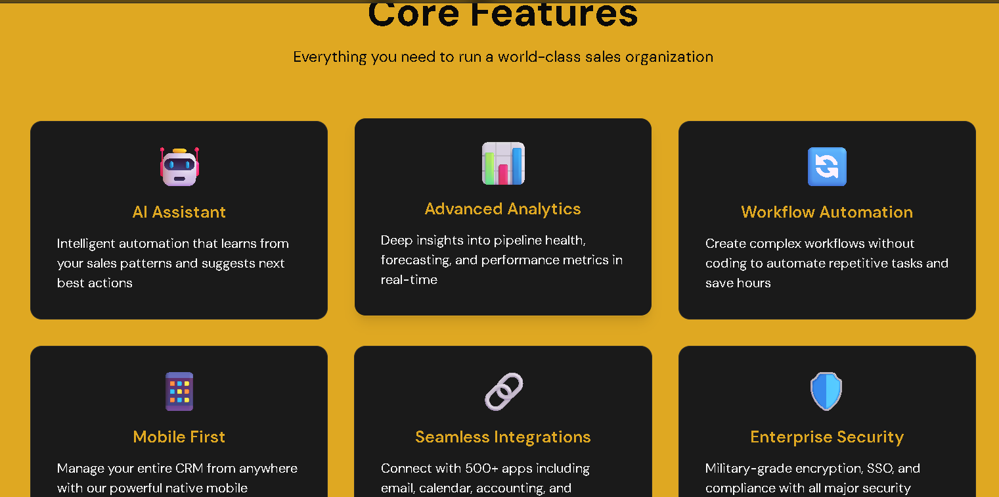 Core Features
Everything you need to run a world-class sales organization
AI Assistant
Intelligent automation that learns from
your sales patterns and suggests next
best actions
Advanced Analytics
Deep insights into pipeline health,
forecasting, and performance metrics in
real-time
Workflow Automation
Create complex workflows without
coding to automate repetitive tasks and
save hours
Mobile First
Manage your entire CRM from anywhere
with our powerful native mobile
Seamless Integrations
Connect with 500+ apps including
email, calendar, accounting, and
Enterprise Security
Military-grade encryption, SSO, and
compliance with all major security